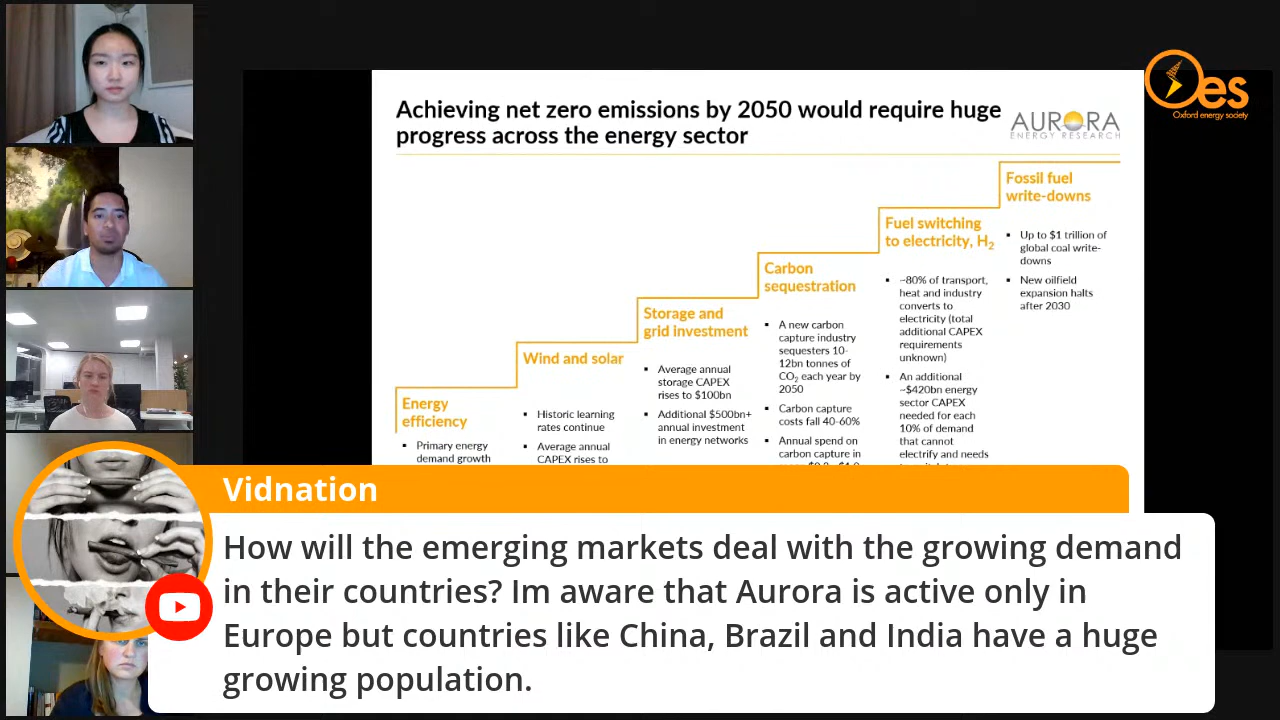 Achieving net zero emissions by 2050 would require huge
progress across the energy sector
AURORA
ENERGY RESEARCH
Oes
Oxford energy society
Energy
efficiency
▪ Primary energy
demand growth
Wind and solar
▪ Historic learning
rates continue
▪ Average annual
CAPEX rises to
Storage and
grid investment
▪ Average annual
storage CAPEX
rises to $100bn
▪ Additional $500bn+
annual investment
in energy networks
Carbon
sequestration
▪ A new carbon
capture industry
sequesters 10-
12bn tonnes of
CO₂ each year by
2050
▪ Carbon capture
costs fall 40-60%
▪ Annual spend on
carbon capture in
Fuel switching
to electricity, H₂
▪ ~80% of transport,
heat and industry
converts to
electricity (total
additional CAPEX
requirements
unknown)
▪ An additional
~$420bn energy
sector CAPEX
needed for each
10% of demand
that cannot
electrify and needs
Fossil fuel
write-downs
▪ Up to $1 trillion of
global coal write-
downs
▪ New oilfield
expansion halts
after 2030
Vidnation
How will the emerging markets deal with the growing demand
in their countries? Im aware that Aurora is active only in
Europe but countries like China, Brazil and India have a huge
growing population.